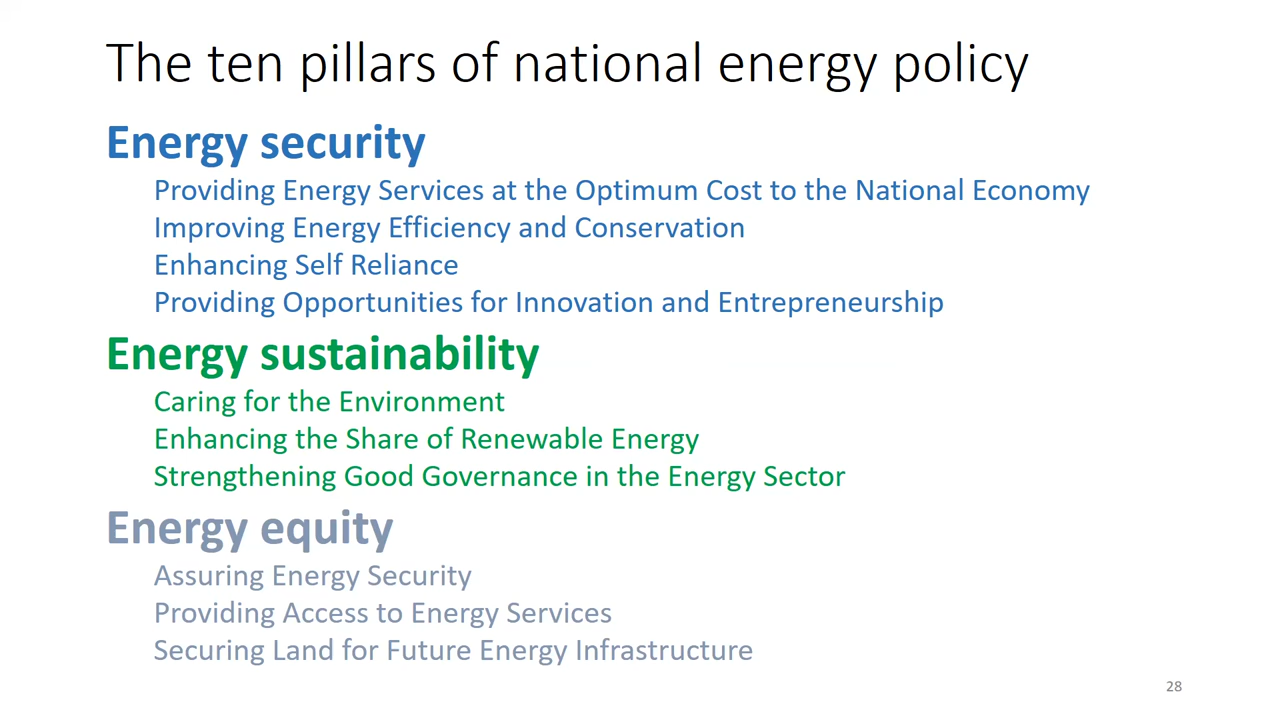 The ten pillars of national energy policy
Energy security
Providing Energy Services at the Optimum Cost to the National Economy
Improving Energy Efficiency and Conservation
Enhancing Self Reliance
Providing Opportunities for Innovation and Entrepreneurship
Energy sustainability
Caring for the Environment
Enhancing the Share of Renewable Energy
Strengthening Good Governance in the Energy Sector
Energy equity
Assuring Energy Security
Providing Access to Energy Services
Securing Land for Future Energy Infrastructure
28